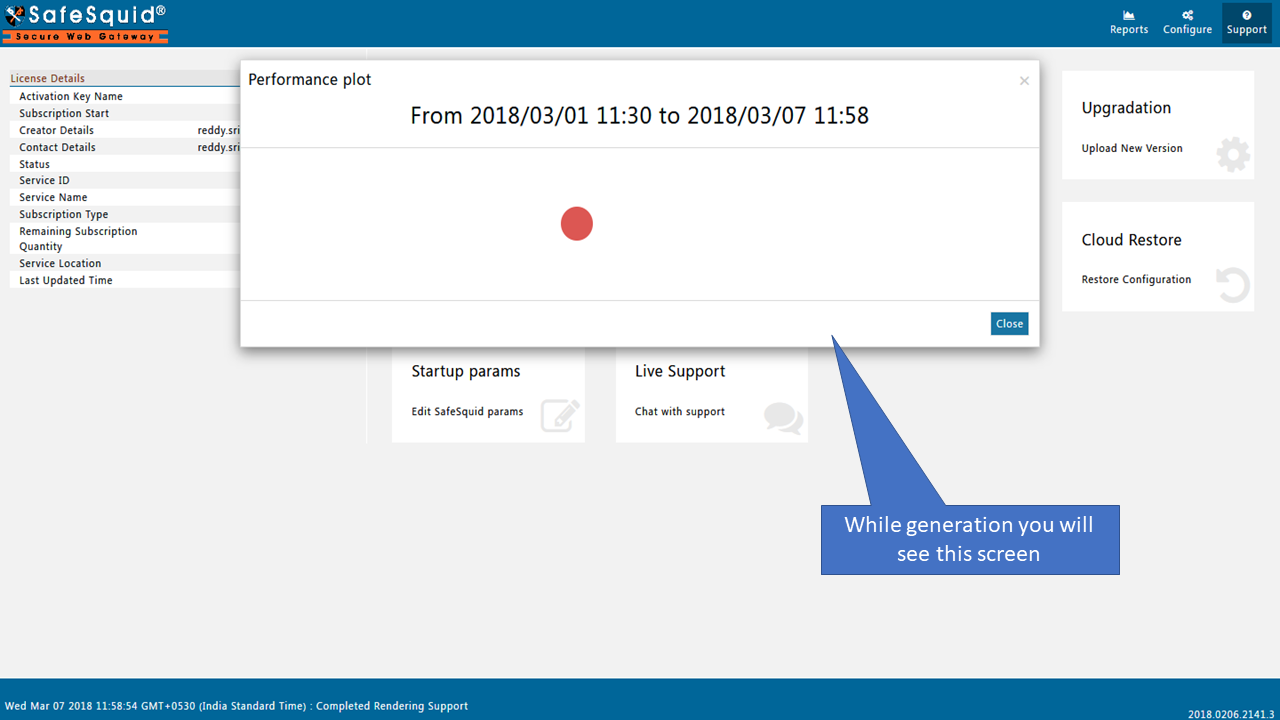 SafeSquid®
Secure Web Gateway
Reports
Configure
Support
License Details
Activation Key Name
Subscription Start
Creator Details reddy.sri
Contact Details reddy.sri
Status
Service ID
Service Name
Subscription Type
Remaining Subscription
Quantity
Service Location
Last Updated Time
Performance plot
×
From 2018/03/01 11:30 to 2018/03/07 11:58
Close
Upgradation
Upload New Version
Cloud Restore
Restore Configuration
Startup params
Edit SafeSquid params
Live Support
Chat with support
While generation you will
see this screen
Wed Mar 07 2018 11:58:54 GMT+0530 (India Standard Time) : Completed Rendering Support
2018.0206.2141.3